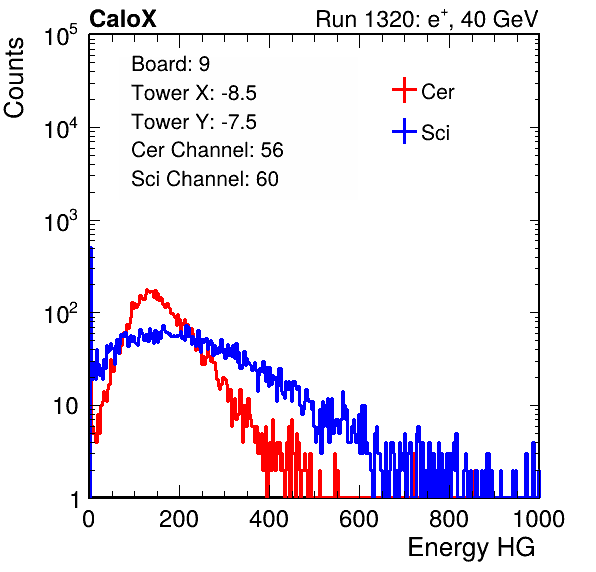 CaloX Run 1320: e+, 40 GeV
Counts
Board: 9
Tower X: -8.5
Tower Y: -7.5
Cer Channel: 56
Sci Channel: 60
Cer
Sci
10^5
10^4
10^3
10^2
10
1
0 200 400 600 800 1000
Energy HG